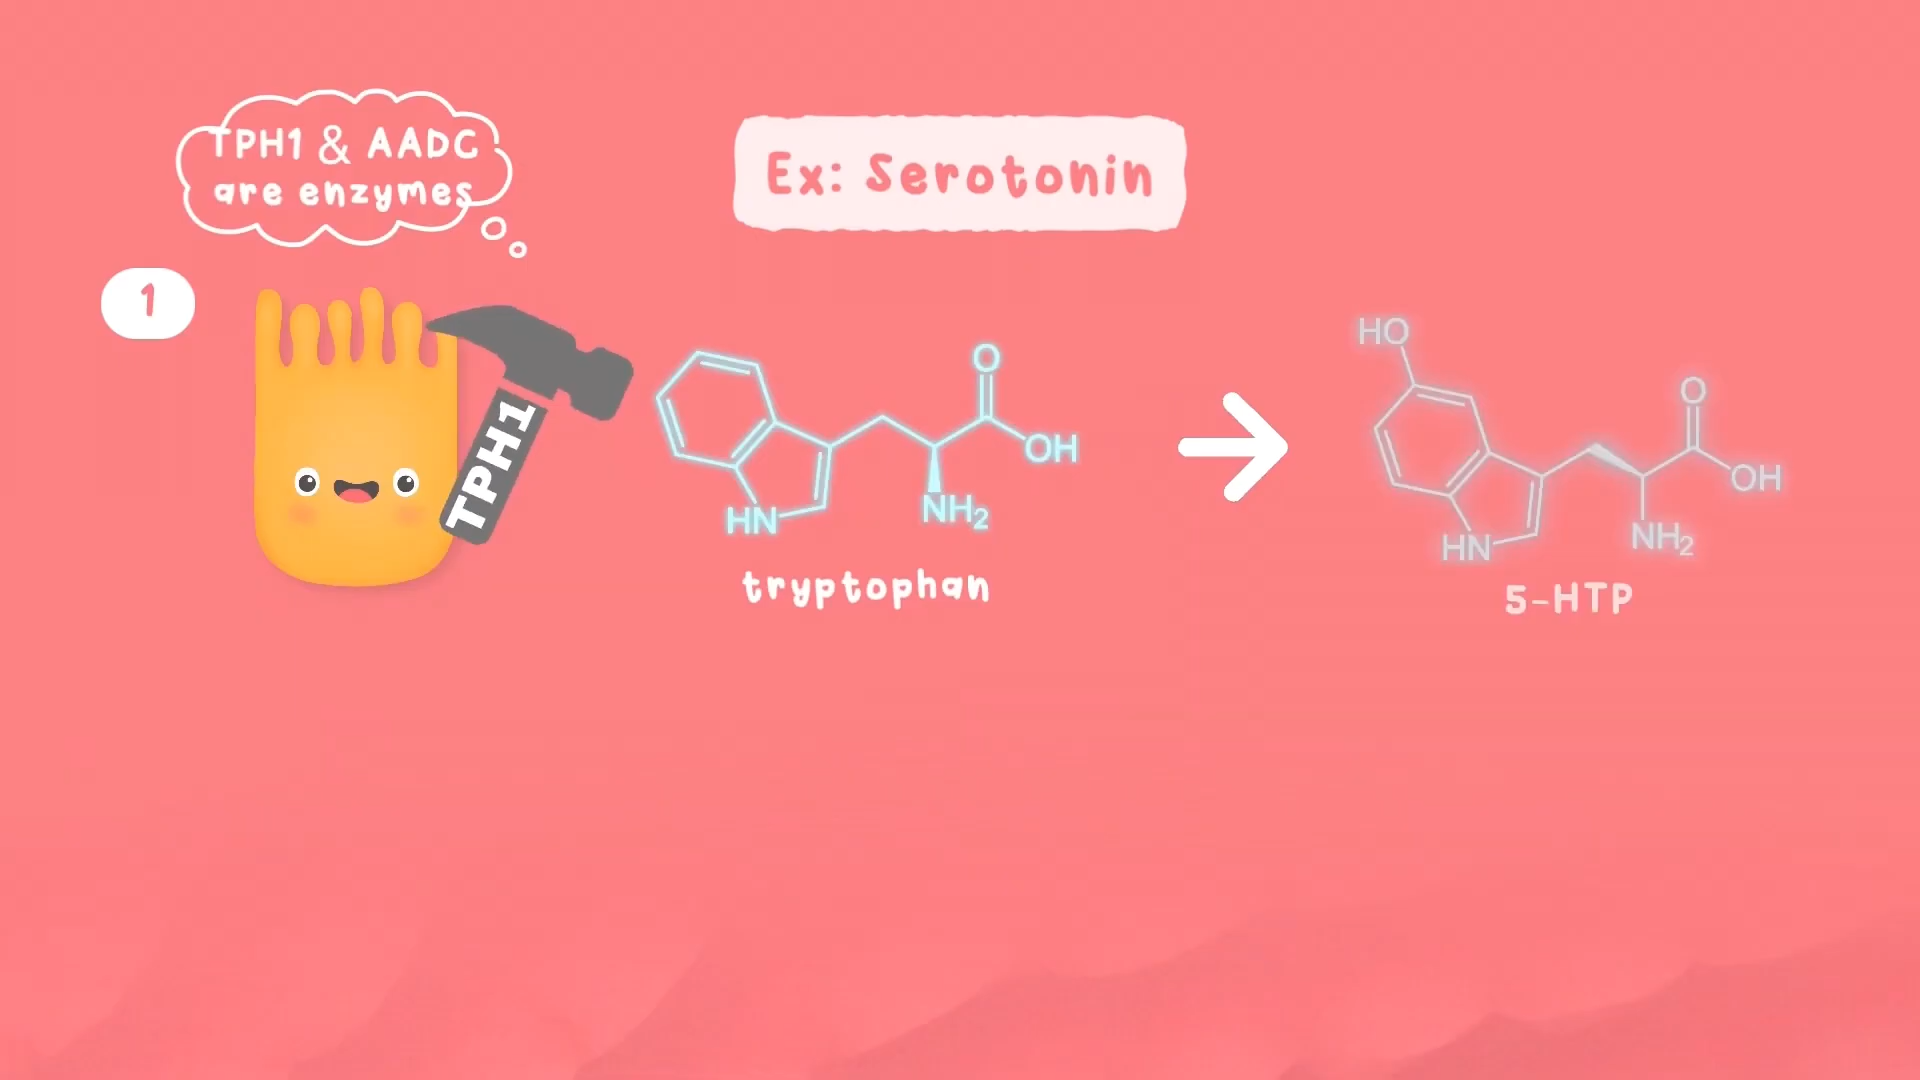 TPH1 & AADC
are enzymes
Ex: Serotonin
1
TPH1
O
OH
HN
NH2
tryptophan
HO
O
OH
HN
NH2
5-HTP